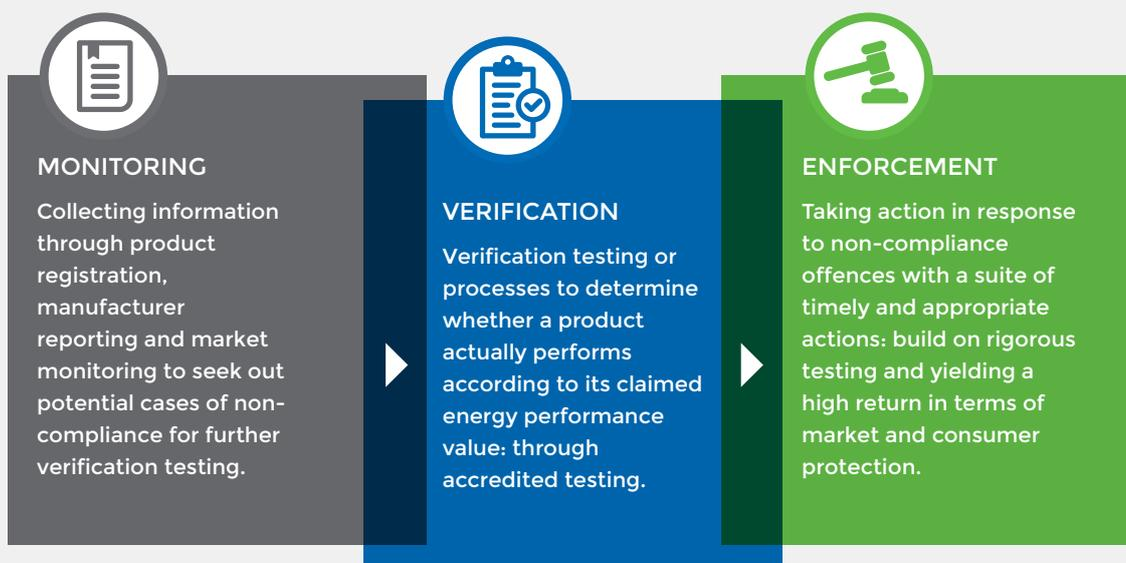 MONITORING
Collecting information
through product
registration,
manufacturer
reporting and market
monitoring to seek out
potential cases of non-
compliance for further
verification testing.
VERIFICATION
Verification testing or
processes to determine
whether a product
actually performs
according to its claimed
energy performance
value: through
accredited testing.
ENFORCEMENT
Taking action in response
to non-compliance
offences with a suite of
timely and appropriate
actions: build on rigorous
testing and yielding a
high return in terms of
market and consumer
protection.